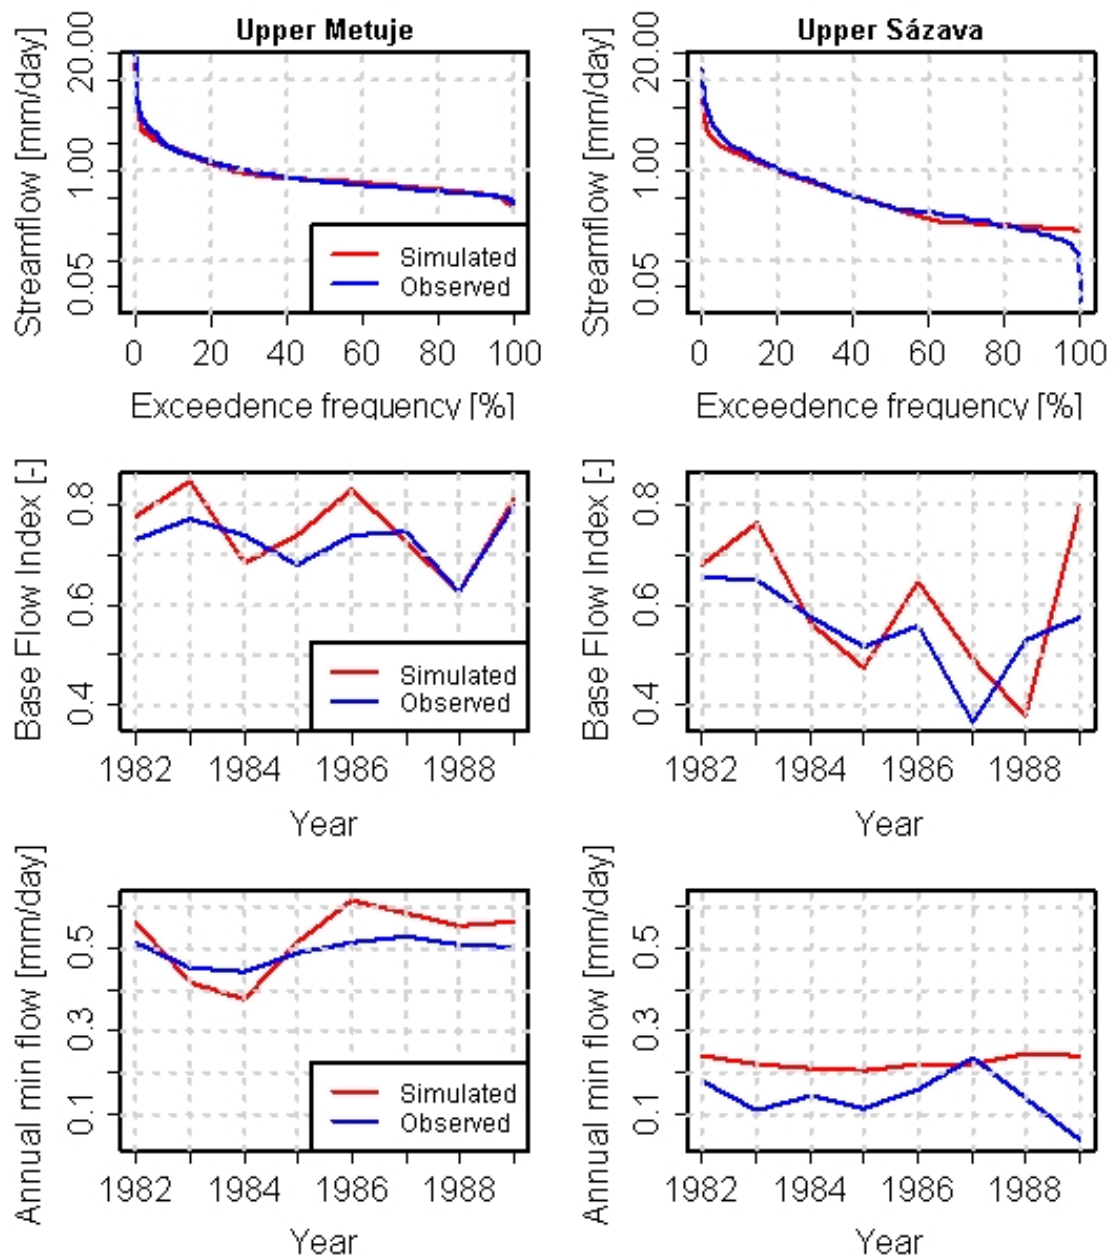 Upper Metuje
Upper Sázava
Streamflow [mm/day]
0.05 1.00 20.00
Simulated
Observed
0 20 40 60 80 100
Exceedence frequency [%]
Streamflow [mm/day]
0.05 1.00 20.00
0 20 40 60 80 100
Exceedence frequency [%]
Base Flow Index [-]
0.4 0.6 0.8
Simulated
Observed
1982 1984 1986 1988
Year
Base Flow Index [-]
0.4 0.6 0.8
1982 1984 1986 1988
Year
Annual min flow [mm/day]
0.1 0.3 0.5
Simulated
Observed
1982 1984 1986 1988
Year
Annual min flow [mm/day]
0.1 0.3 0.5
1982 1984 1986 1988
Year